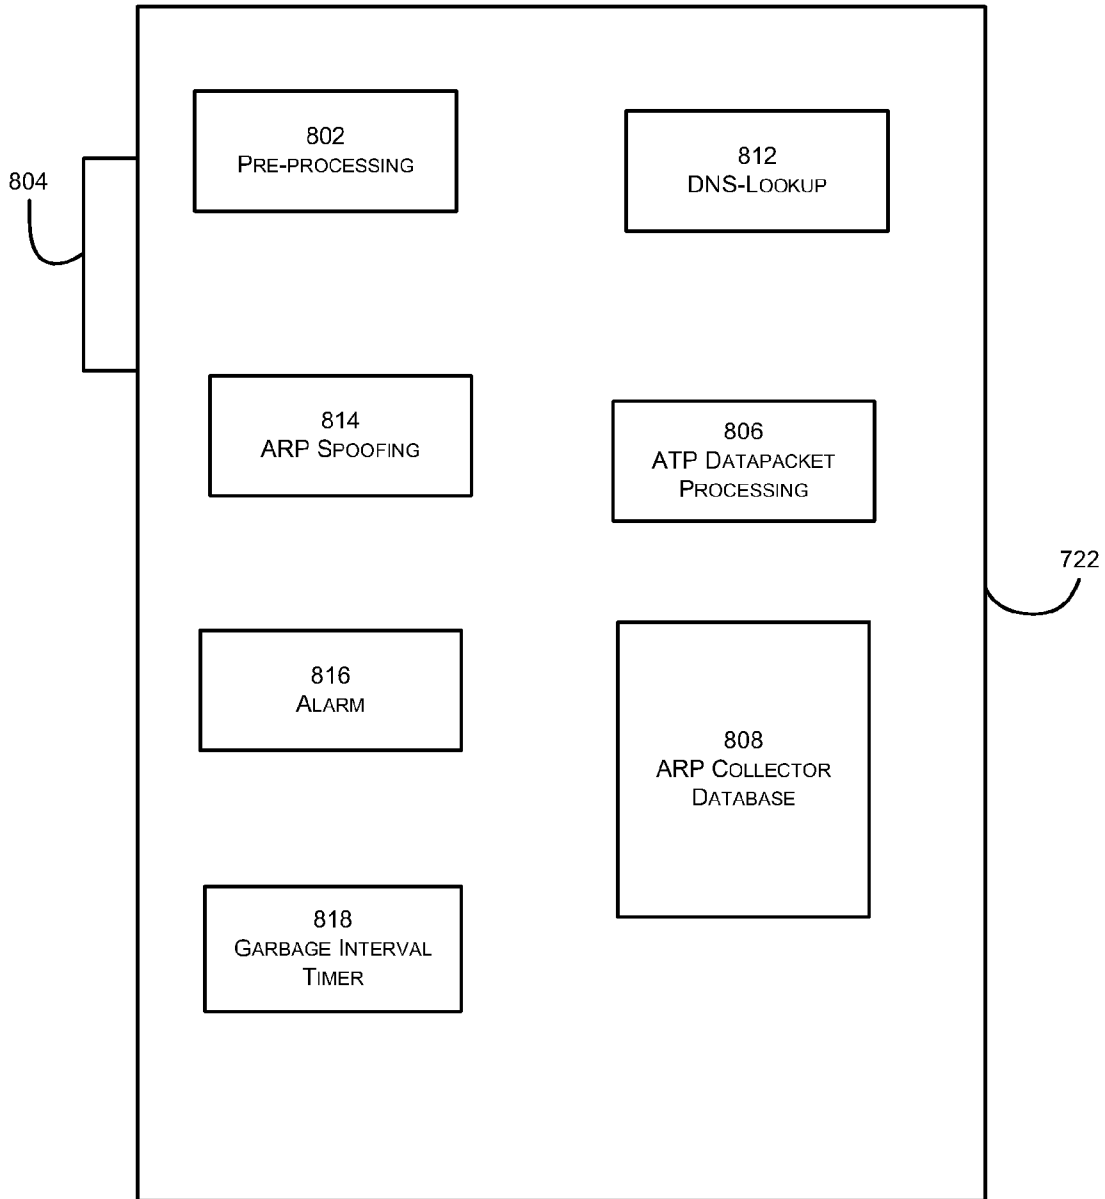 802
PRE-PROCESSING
812
DNS-LOOKUP
804
814
ARP SPOOFING
806
ATP DATAPACKET
PROCESSING
722
816
ALARM
808
ARP COLLECTOR
DATABASE
818
GARBAGE INTERVAL
TIMER